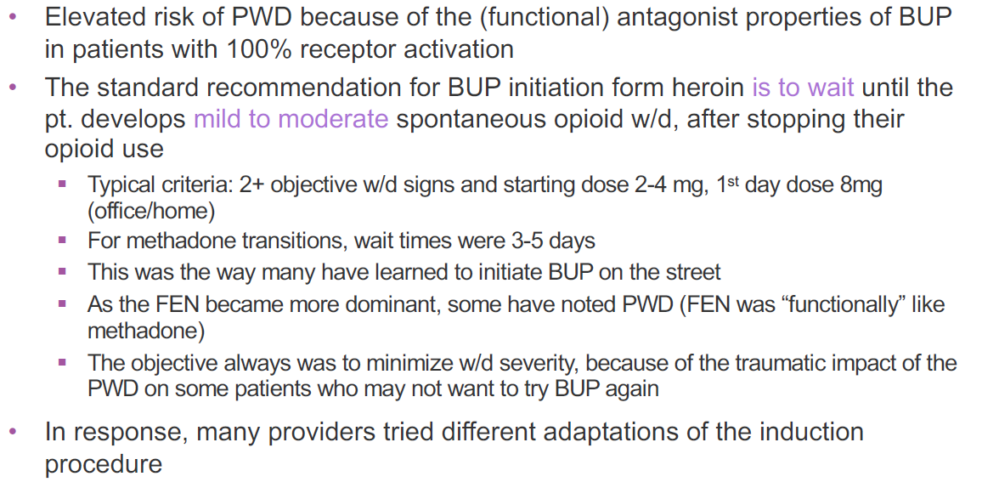 • Elevated risk of PWD because of the (functional) antagonist properties of BUP
in patients with 100% receptor activation
• The standard recommendation for BUP initiation form heroin is to wait until the
pt. develops mild to moderate spontaneous opioid w/d, after stopping their
opioid use
▪ Typical criteria: 2+ objective w/d signs and starting dose 2-4 mg, 1st day dose 8mg
(office/home)
▪ For methadone transitions, wait times were 3-5 days
▪ This was the way many have learned to initiate BUP on the street
▪ As the FEN became more dominant, some have noted PWD (FEN was “functionally” like
methadone)
▪ The objective always was to minimize w/d severity, because of the traumatic impact of the
PWD on some patients who may not want to try BUP again
• In response, many providers tried different adaptations of the induction
procedure